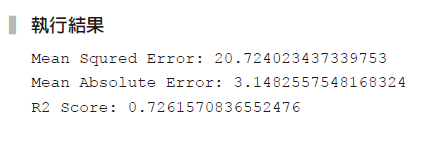 執行結果
Mean Squred Error: 20.724023437339753
Mean Absolute Error: 3.1482557548168324
R2 Score: 0.7261570836552476